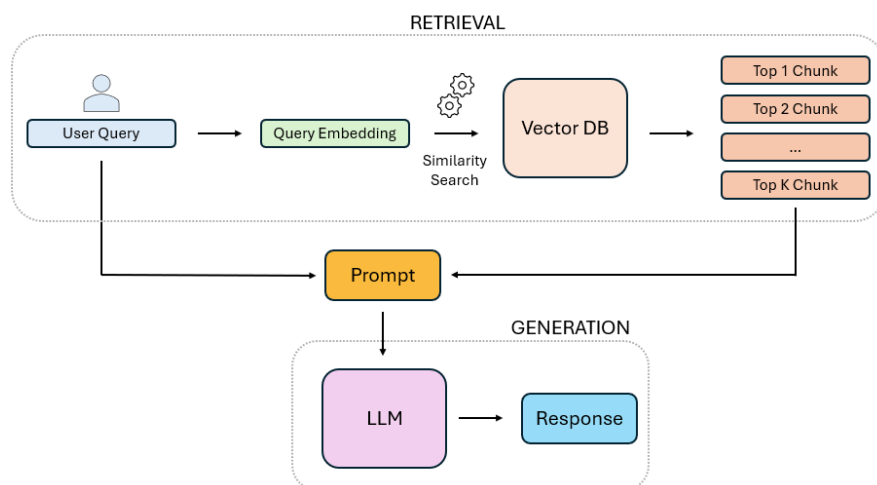 RETRIEVAL
User Query
Query Embedding
Similarity
Search
Vector DB
Top 1 Chunk
Top 2 Chunk
...
Top K Chunk
Prompt
GENERATION
LLM
Response